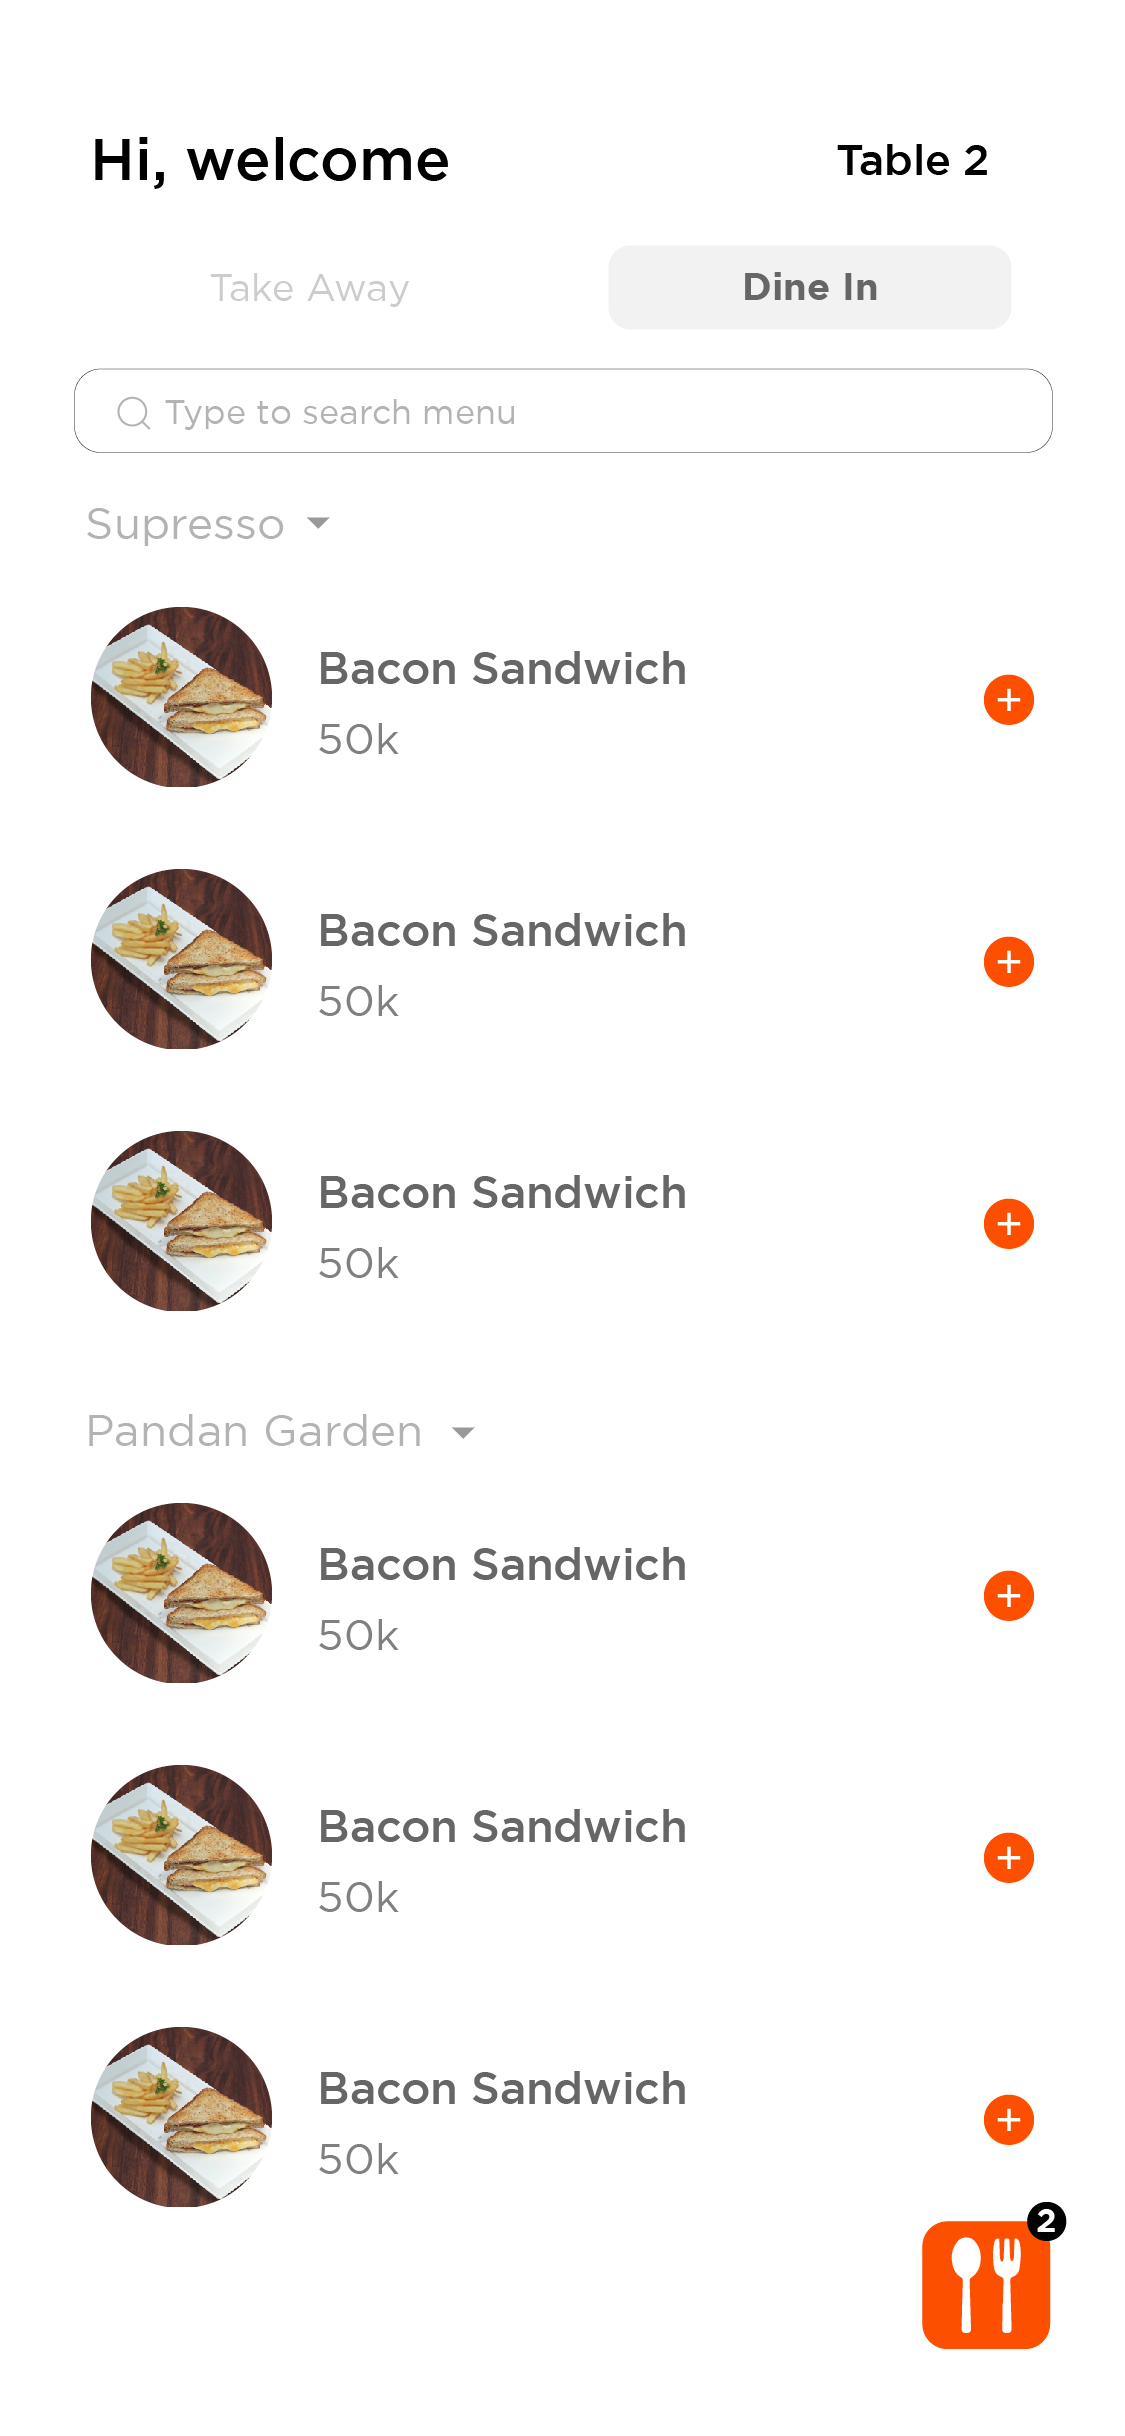 Hi, welcome
Table 2
Take Away
Dine In
Type to search menu
Supresso
Bacon Sandwich
50k
Bacon Sandwich
50k
Bacon Sandwich
50k
Pandan Garden
Bacon Sandwich
50k
Bacon Sandwich
50k
Bacon Sandwich
50k
2